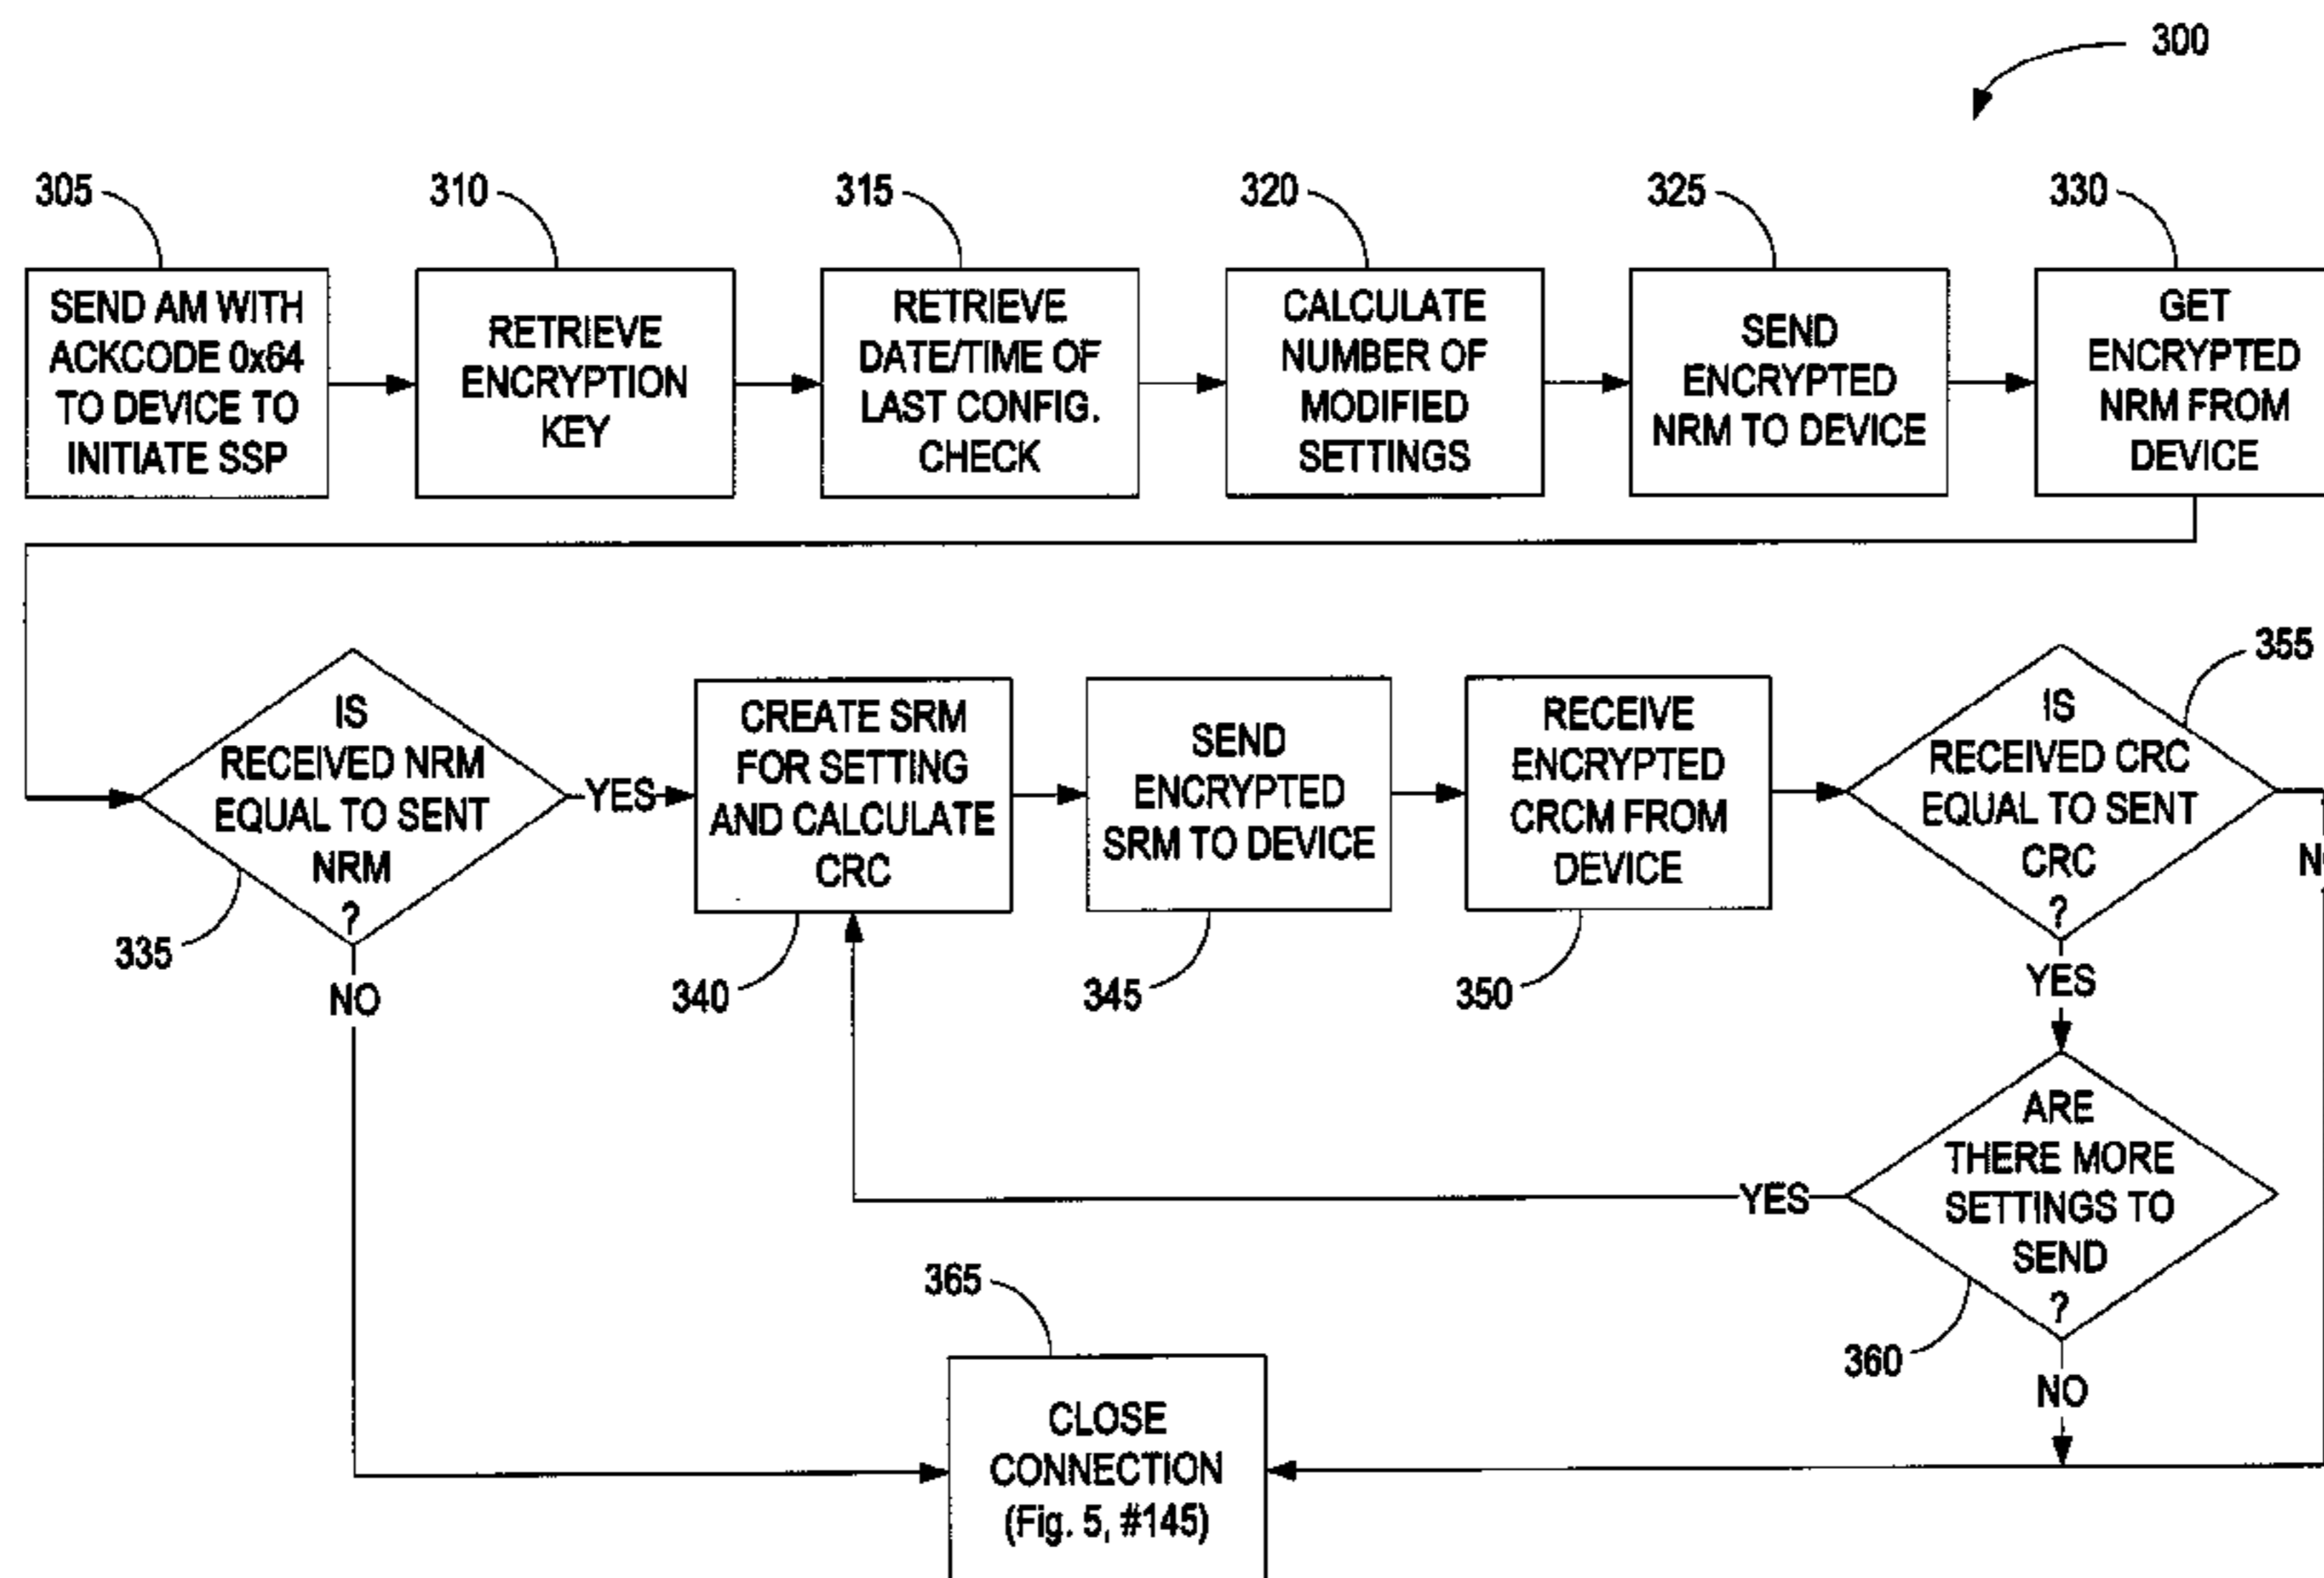 300
305
310
315
320
325
330
SEND AM WITH
ACKCODE 0x64
TO DEVICE TO
INITIATE SSP
RETRIEVE
ENCRYPTION
KEY
RETRIEVE
DATE/TIME OF
LAST CONFIG.
CHECK
CALCULATE
NUMBER OF
MODIFIED
SETTINGS
SEND
ENCRYPTED
NRM TO DEVICE
GET
ENCRYPTED
NRM FROM
DEVICE
IS
RECEIVED NRM
EQUAL TO SENT
NRM
?
335
YES
NO
CREATE SRM
FOR SETTING
AND CALCULATE
CRC
340
SEND
ENCRYPTED
SRM TO DEVICE
345
RECEIVE
ENCRYPTED
CRCM FROM
DEVICE
350
355
IS
RECEIVED CRC
EQUAL TO SENT
CRC
?
YES
ARE
THERE MORE
SETTINGS TO
SEND
?
YES
360
NO
365
CLOSE
CONNECTION
(Fig. 5, #145)